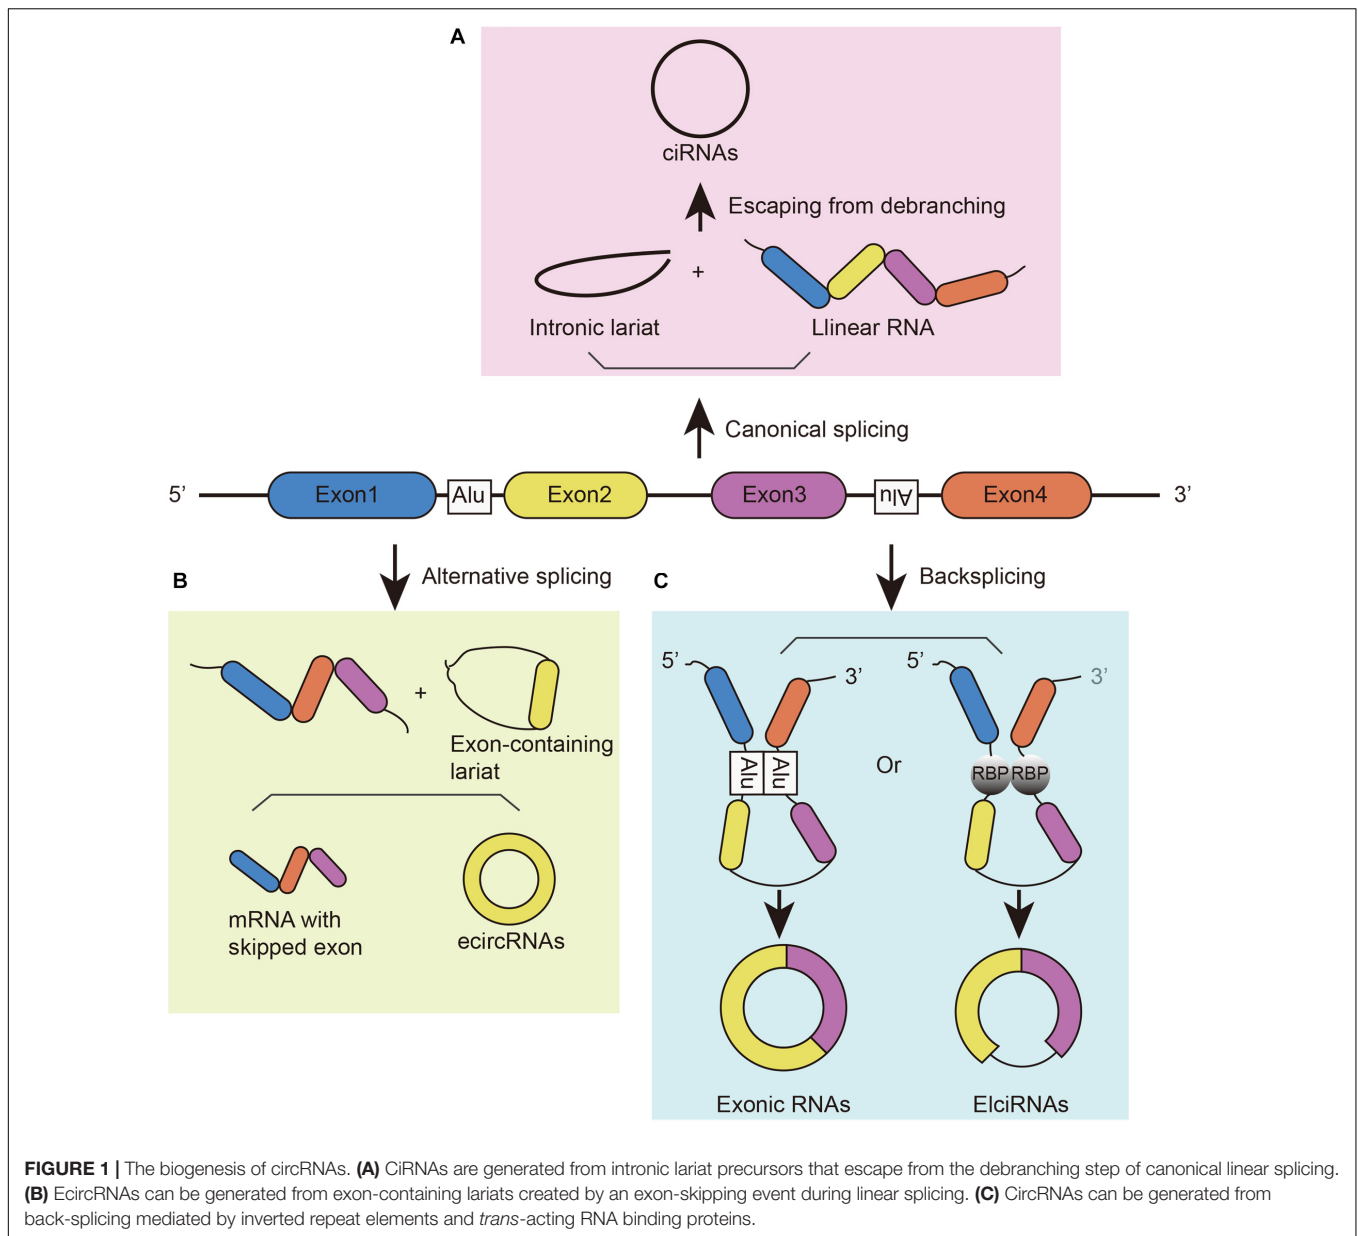 A
ciRNAs
Escaping from debranching
+
Intronic lariat
Llinear RNA
Canonical splicing
5’
Exon1
Alu
Exon2
Exon3
Alu
Exon4
3’
B
Alternative splicing
C
Backsplicing
+
Exon-containing
lariat
mRNA with
skipped exon
ecircRNAs
5’
3’
Alu
Alu
Or
5’
3’
RBP
RBP
Exonic RNAs
ElciRNAs
FIGURE 1 | The biogenesis of circRNAs. (A) CiRNAs are generated from intronic lariat precursors that escape from the debranching step of canonical linear splicing.
(B) EcircRNAs can be generated from exon-containing lariats created by an exon-skipping event during linear splicing. (C) CircRNAs can be generated from
back-splicing mediated by inverted repeat elements and trans-acting RNA binding proteins.